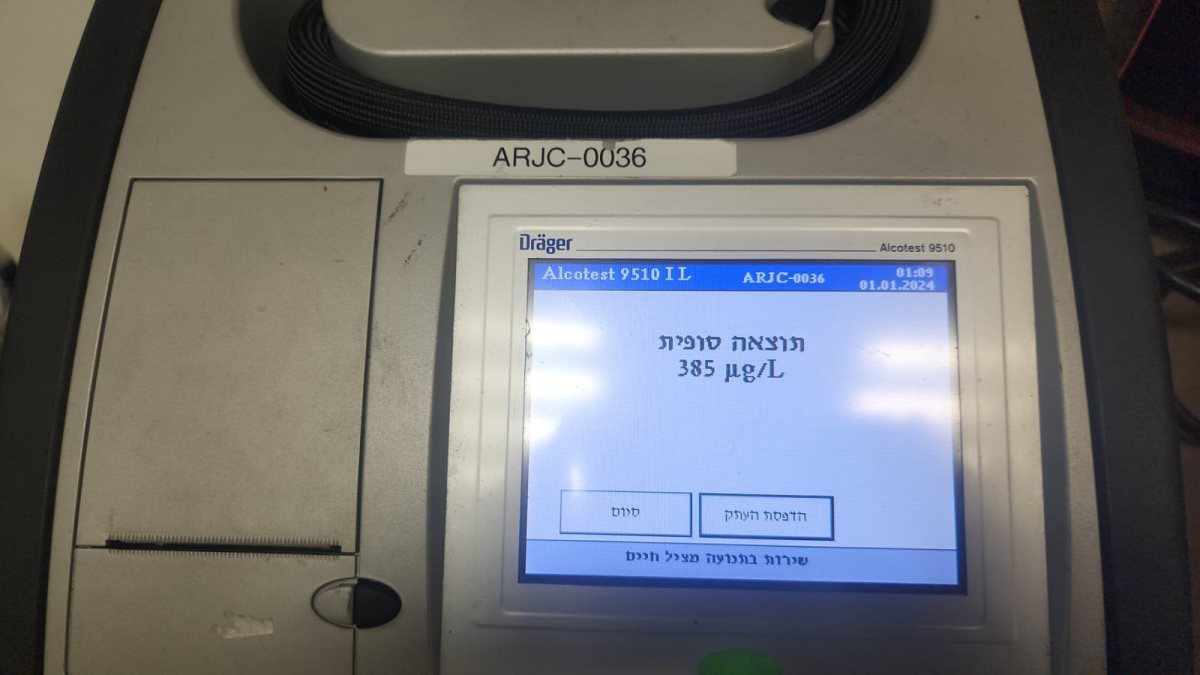 ARJC-0036
Dräger
Alcotest 9510
Alcotest 9510 IL ARJC-0036 01:09
01.01.2024
תוצאה סופית
385 µg/L
סיום הדפסת העתק
שירות בתנועה מציל חיים